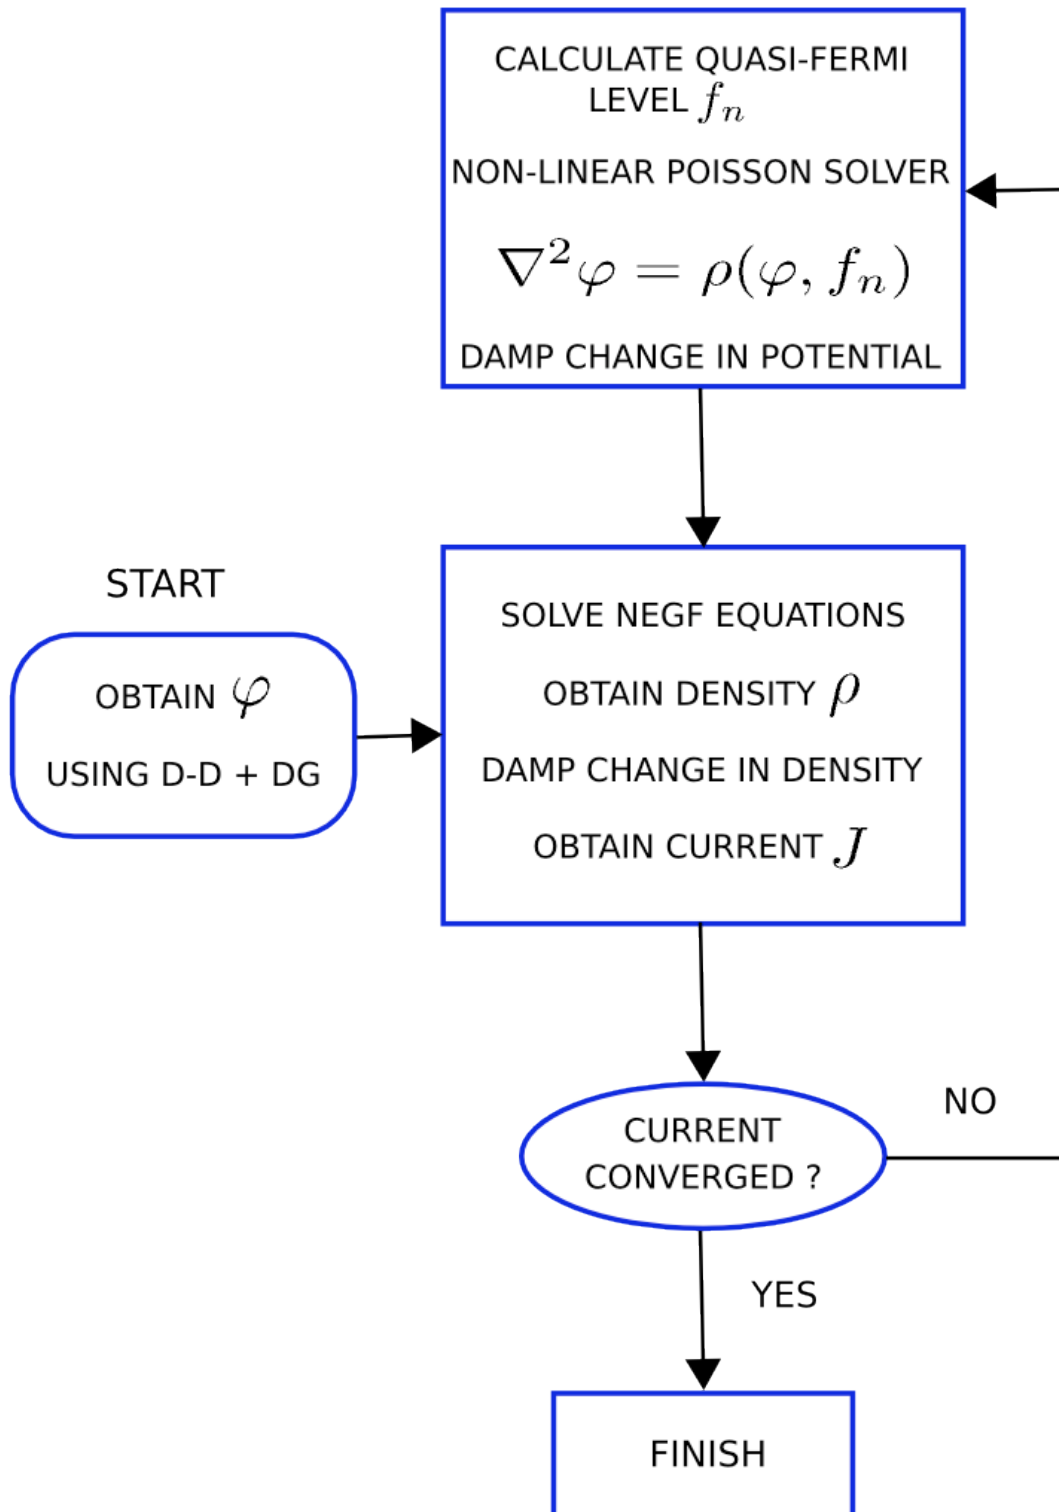 CALCULATE QUASI-FERMI
LEVEL fₙ
NON-LINEAR POISSON SOLVER
∇²φ = ρ(φ, fₙ)
DAMP CHANGE IN POTENTIAL
START
OBTAIN φ
USING D-D + DG
SOLVE NEGF EQUATIONS
OBTAIN DENSITY ρ
DAMP CHANGE IN DENSITY
OBTAIN CURRENT J
CURRENT
CONVERGED ?
NO
YES
FINISH